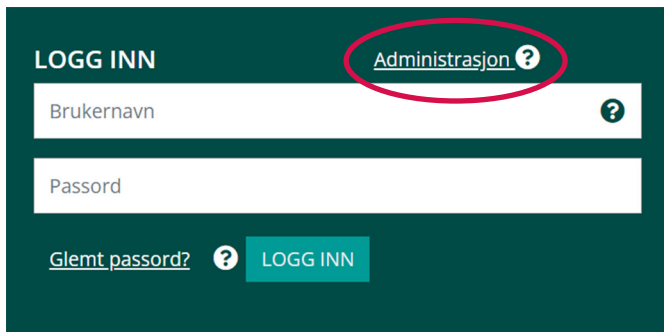 LOGG INN Administrasjon ?
Brukernavn ?
Passord
Glemt passord? ? LOGG INN